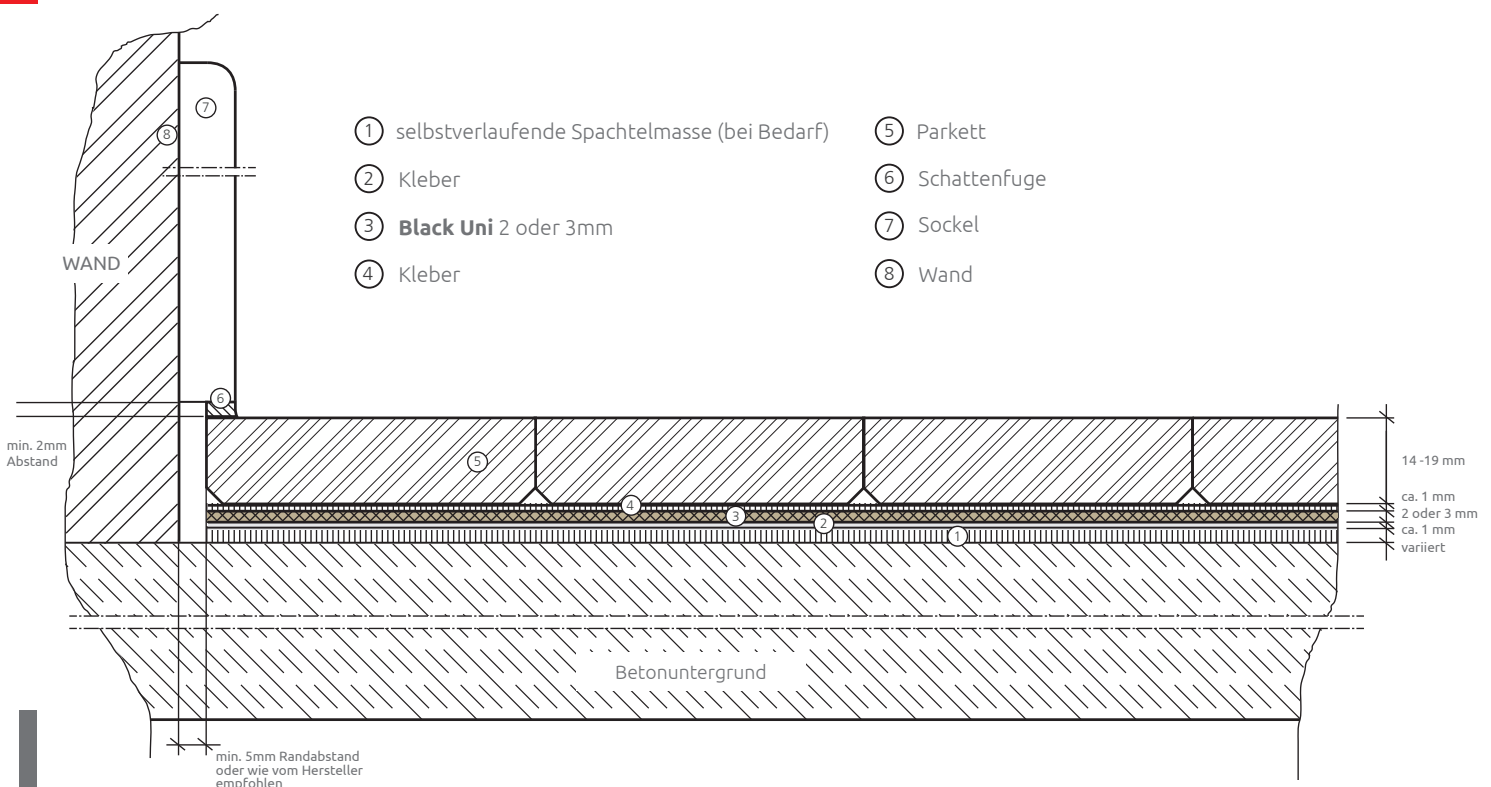 ① selbstverlaufende Spachtelmasse (bei Bedarf)
② Kleber
③ Black Uni 2 oder 3mm
④ Kleber
⑤ Parkett
⑥ Schattenfuge
⑦ Sockel
⑧ Wand
7
8
WAND
6
min. 2mm
Abstand
5
4
3
2
1
14 -19 mm
ca. 1 mm
2 oder 3 mm
ca. 1 mm
variiert
Betonuntergrund
min. 5mm Randabstand
oder wie vom Hersteller
empfohlen